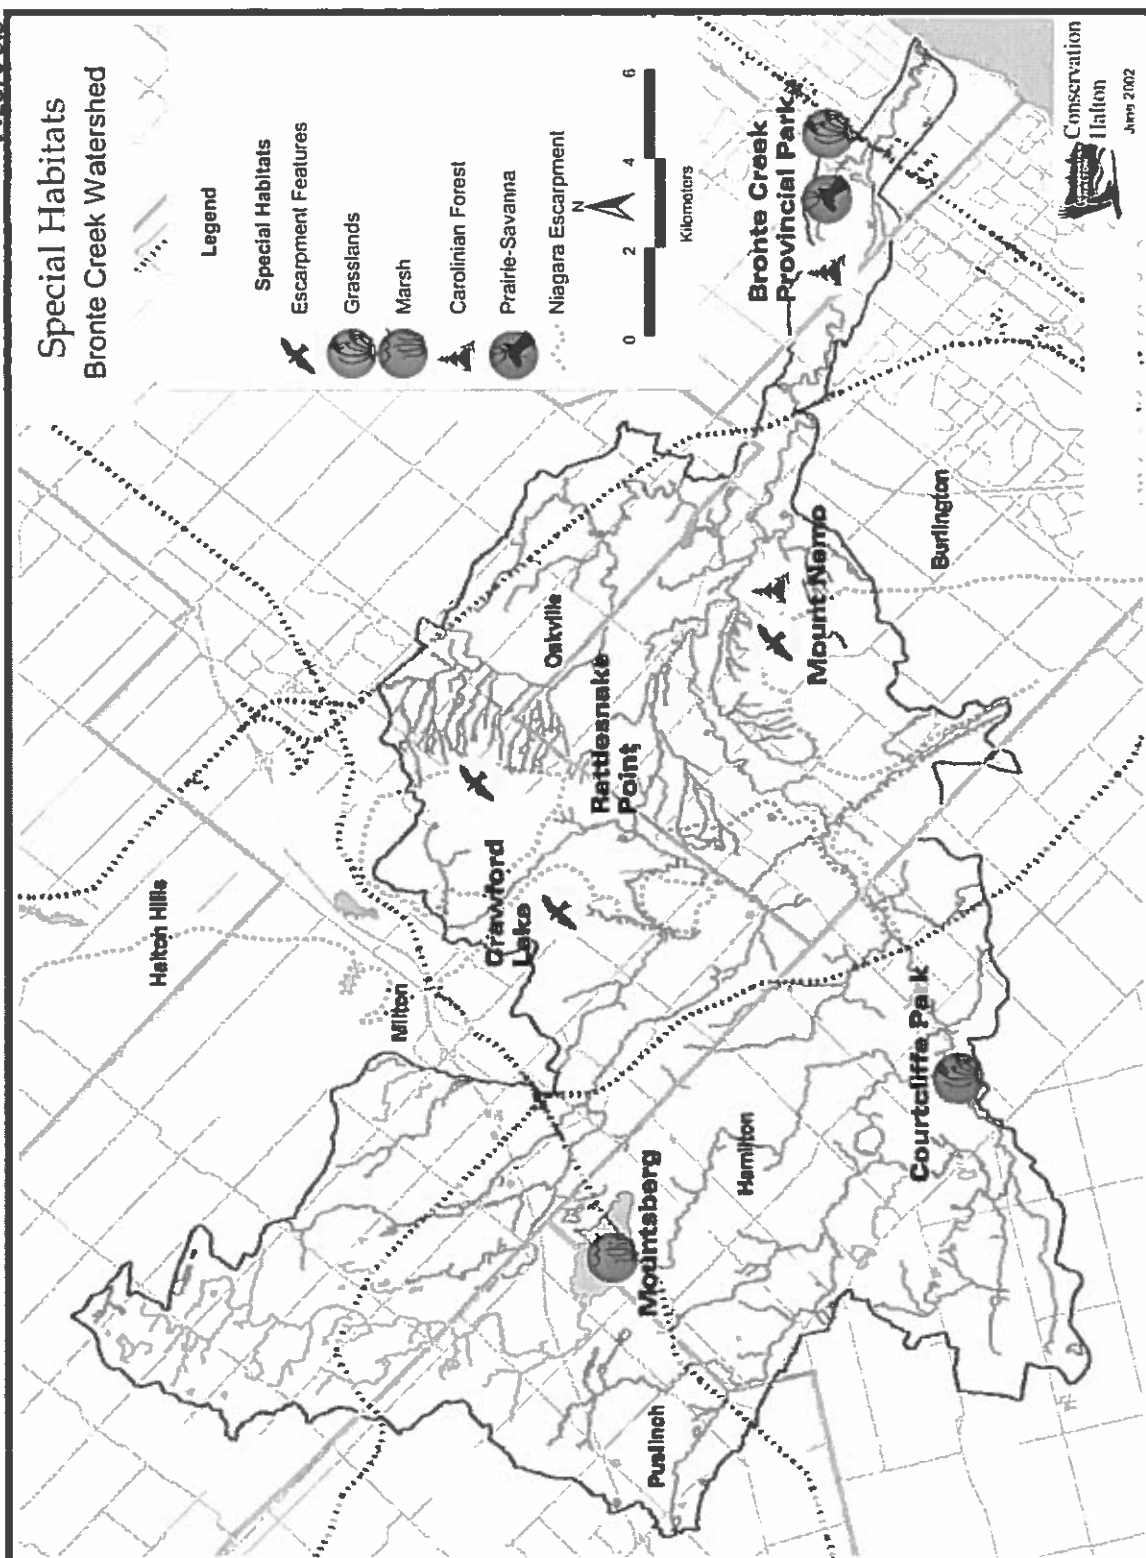 Special Habitats
Bronte Creek Watershed
Legend
Special Habitats
Escarpment Features
Grasslands
Marsh
Carolinian Forest
Prairie-Savanna
Niagara Escarpment
N
0 2 4 6
Kilometers
Bronte Creek
Provincial Park
Conservation
Halton
June 2002
Halton Hills
Milton
Crawford
Lake
Rattlesnake
Point
Oakville
Mount Nemo
Burlington
Mountsberg
Hamilton
Courtcliffe Park
Puslinch